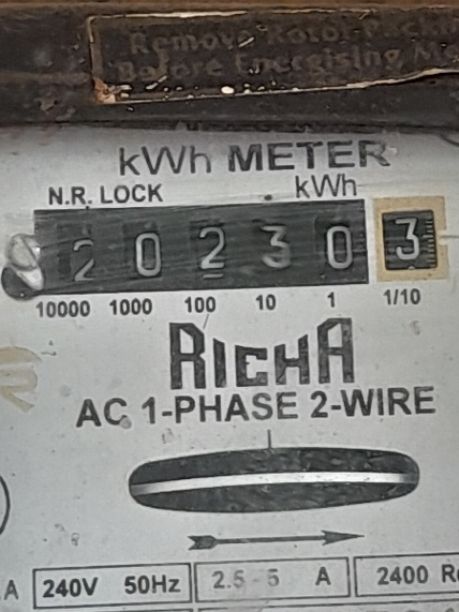 Remove Rotor Packing
Before Energising M
kWh METER
N.R. LOCK kWh
2 0 2 3 0 3
10000 1000 100 10 1 1/10
RICHA
AC 1-PHASE 2-WIRE
A 240V 50Hz 2.5-5 A 2400 Re